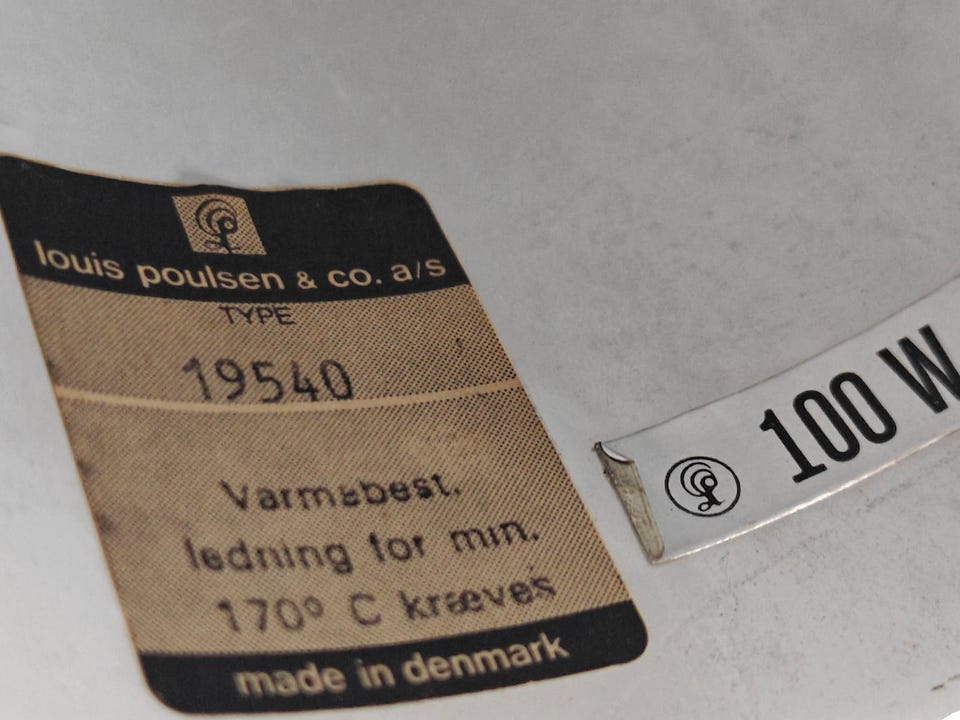 louis poulsen & co. a/s
TYPE
19540
Varmebest.
ledning for min.
170° C kræves
made in denmark
100 W